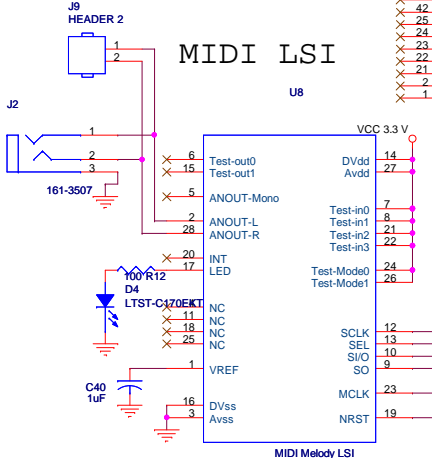 J9
HEADER 2
1
2
MIDI LSI
42
25
24
23
22
21
2
1
U8
J2
1
2
3
161-3507
VCC 3.3 V
6 Test-out0 DVdd 14
15 Test-out1 Avdd 27
5 ANOUT-Mono
Test-in0 7
2 ANOUT-L Test-in1 8
28 ANOUT-R Test-in2 21
Test-in3 22
20 INT
17 LED Test-Mode0 24
Test-Mode1 26
100 R12
D4
LTST-C170EKT
4 NC
11 NC
18 NC SCLK 12
25 NC SEL 13
SI/O 10
1 VREF SO 9
C40
1uF
MCLK 23
16 DVss
3 Avss NRST 19
MIDI Melody LSI